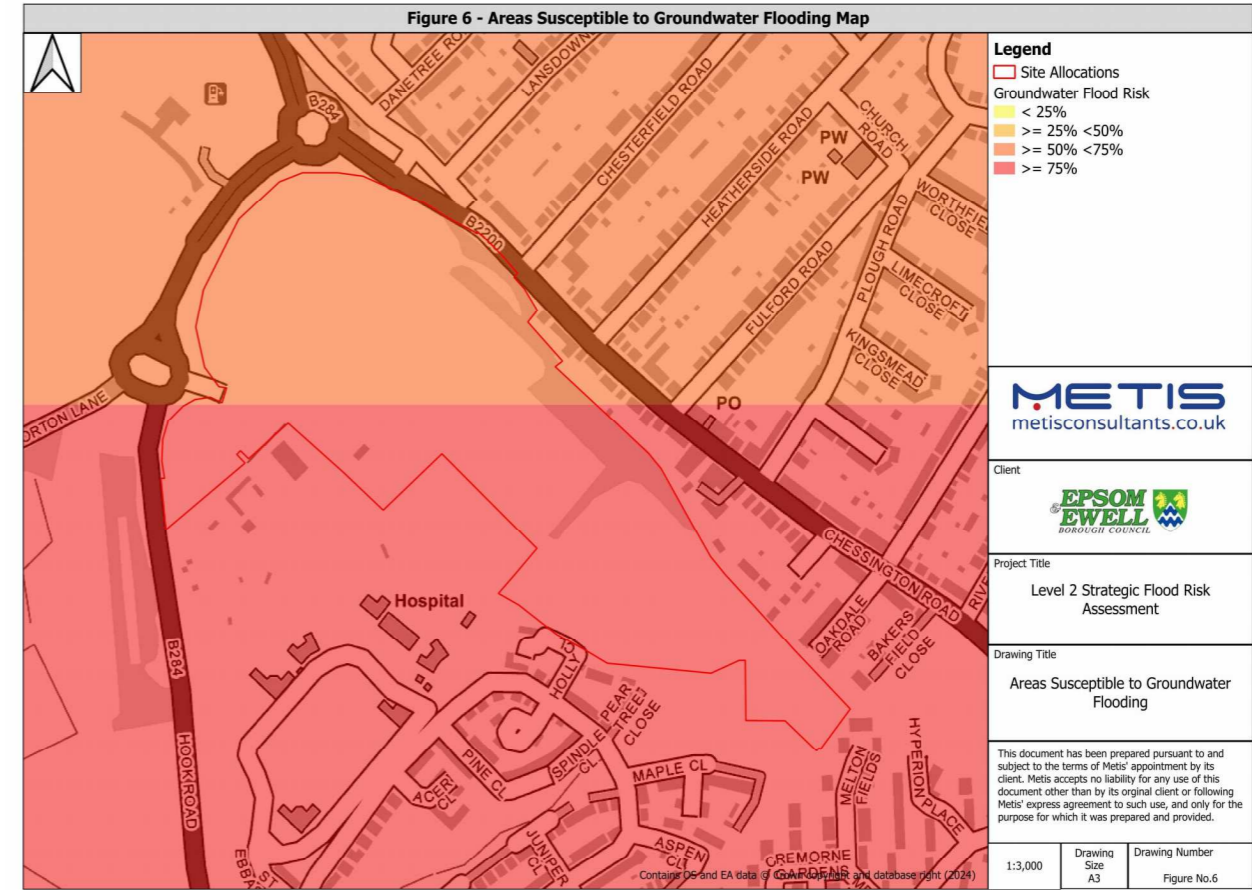 Figure 6 - Areas Susceptible to Groundwater Flooding Map
DANETREE RO
LANSDOWN
CHESTERFIELD ROAD
HEATHERSIDE ROAD
CHURCH
ROAD
PW
PW
B284
B2200
FULFORD ROAD
PLOUGH ROAD
WORTHFIE
CLOSE
LIMECROFT
CLOSE
KINGSMEAD
CLOSE
ORTON LANE
PO
CHESSINGTON ROAD
RIVE
OAKDALE
ROAD
BAKERS
FIELD
CLOSE
Hospital
B284
HOOK ROAD
HOLLY CL
PEAR
TREE
CLOSE
SPINDLE
CL
PINE CL
ACER
CL
MAPLE CL
MELTON
FIELDS
HYPERION PLACE
JUNIPER
CL
ASPEN
CL
CREMORNE
GARDENS
ST
EBBA
Contains OS and EA data © Crown copyright and database right (2024)
Legend
Site Allocations
Groundwater Flood Risk
< 25%
>= 25% <50%
>= 50% <75%
>= 75%
METIS
metisconsultants.co.uk
Client
EPSOM
& EWELL
BOROUGH COUNCIL
Project Title
Level 2 Strategic Flood Risk
Assessment
Drawing Title
Areas Susceptible to Groundwater
Flooding
This document has been prepared pursuant to and
subject to the terms of Metis' appointment by its
client. Metis accepts no liability for any use of this
document other than by its orginal client or following
Metis' express agreement to such use, and only for the
purpose for which it was prepared and provided.
1:3,000
Drawing
Size
A3
Drawing Number
Figure No.6